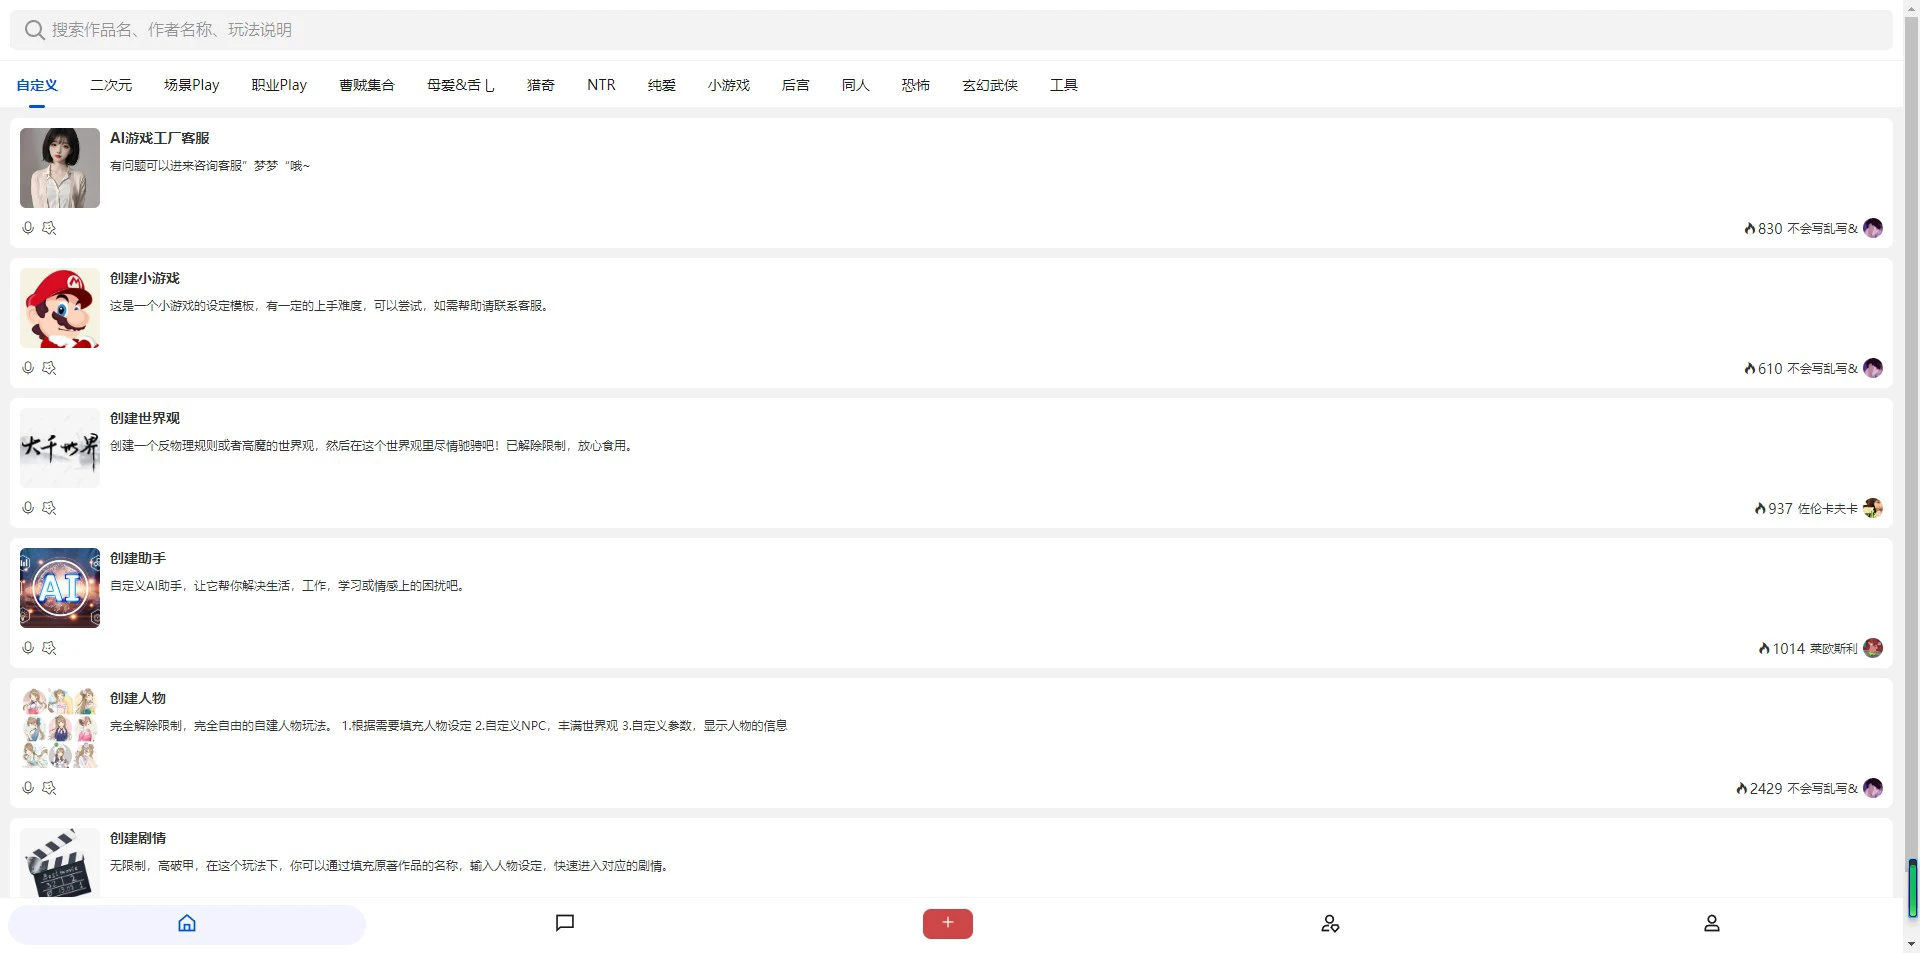 搜索作品名、作者名称、玩法说明
自定义 二次元 场景Play 职业Play 曹贼集合 母爱&舌乚 猎奇 NTR 纯爱 小游戏 后宫 同人 恐怖 玄幻武侠 工具
AI游戏工厂客服
有问题可以进来咨询客服”梦梦“哦~
830 不会写乱写&
创建小游戏
这是一个小游戏的设定模板，有一定的上手难度，可以尝试，如需帮助请联系客服。
610 不会写乱写&
大千世界
创建世界观
创建一个反物理规则或者高魔的世界观，然后在这个世界观里尽情驰骋吧！已解除限制，放心食用。
937 佐伦卡夫卡
AI
创建助手
自定义AI助手，让它帮你解决生活，工作，学习或情感上的困扰吧。
1014 莱欧斯利
创建人物
完全解除限制，完全自由的自建人物玩法。 1.根据需要填充人物设定 2.自定义NPC，丰满世界观 3.自定义参数，显示人物的信息
2429 不会写乱写&
创建剧情
无限制，高破甲，在这个玩法下，你可以通过填充原著作品的名称，输入人物设定，快速进入对应的剧情。